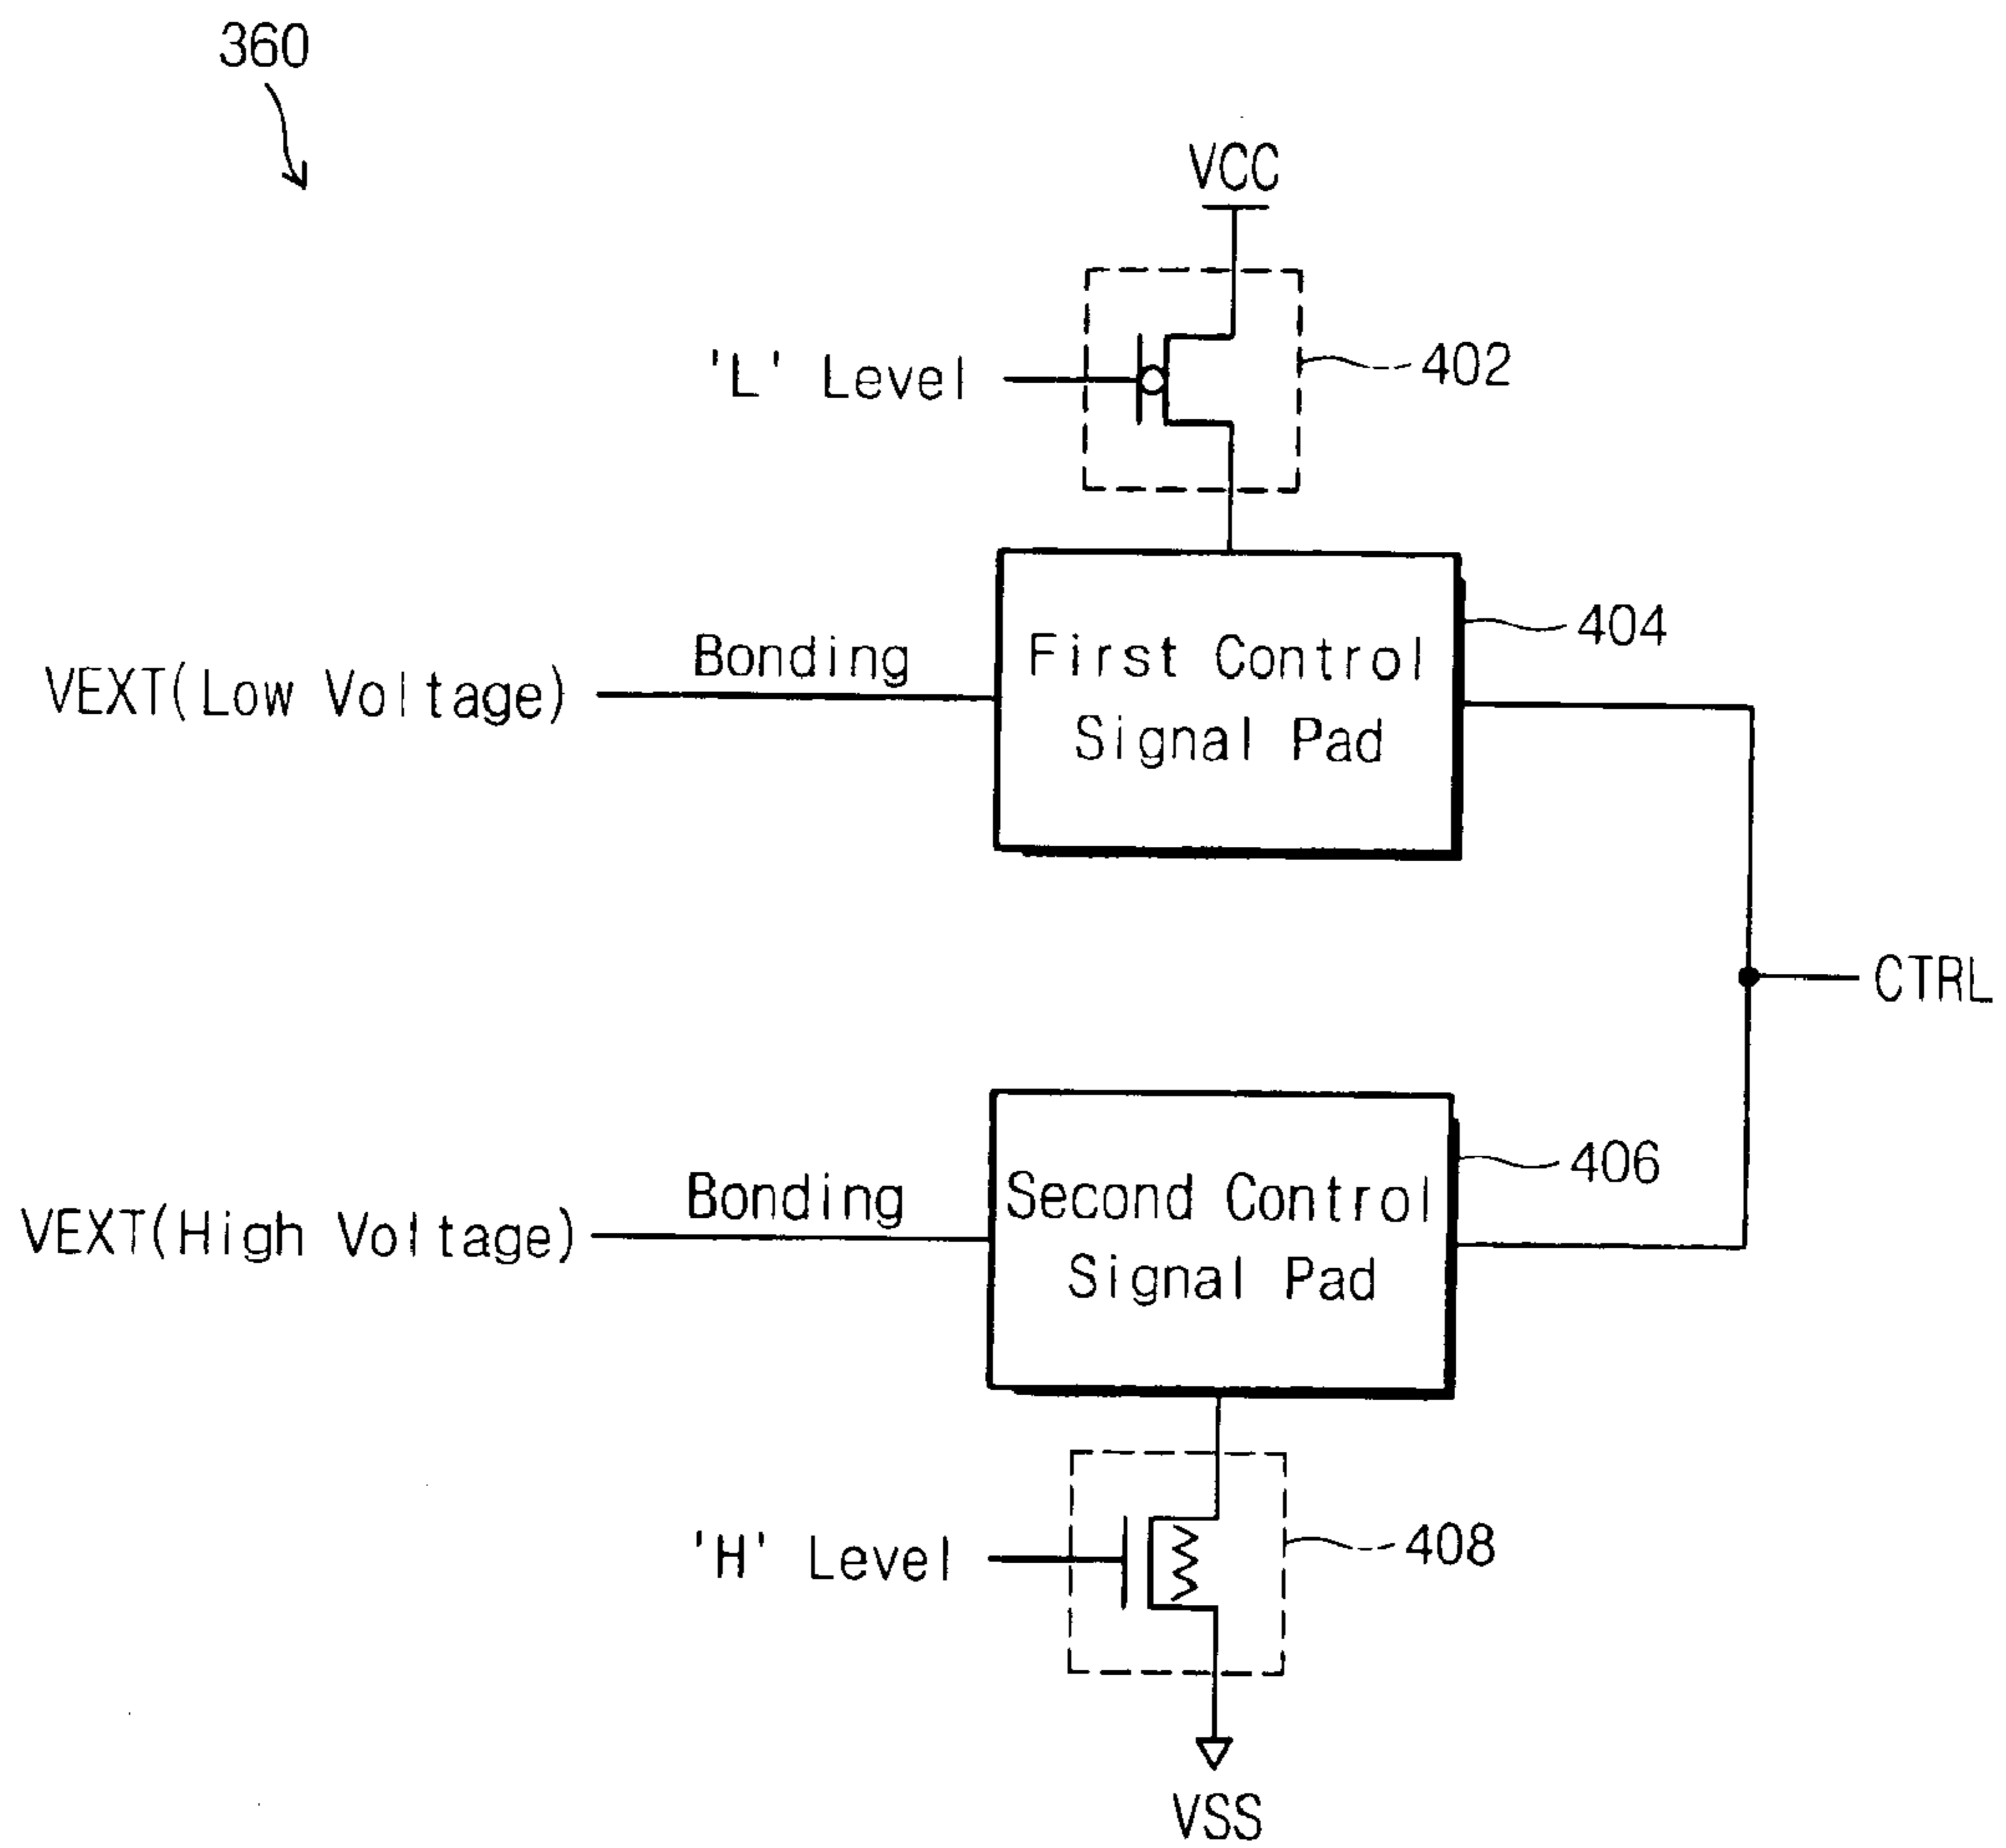 360
VCC
'L' Level
402
Bonding
First Control
Signal Pad
404
VEXT(Low Voltage)
CTRL
Bonding
Second Control
Signal Pad
406
VEXT(High Voltage)
'H' Level
408
VSS